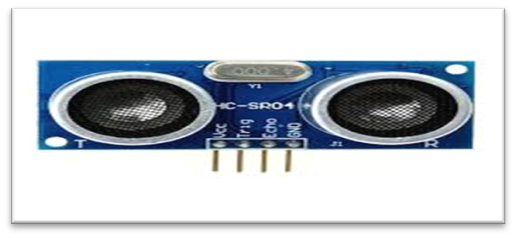 Y1
HC-SR04
Vcc
Trig
Echo
GND
T
J1
R